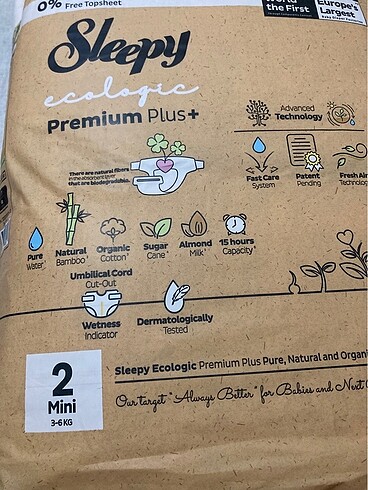 0% Free Topsheet
the First
Europe's
Largest
Sleepy
ecologic
Premium Plus+
Advanced
Technology
There are natural fibers
in the absorbent layer
that are biodegradable.
Fast Care
System
Patent
Pending
Fresh Air
Pure
Water
Natural
Bamboo
Organic
Cotton
Sugar
Cane
Almond
Milk
15 hours
Capacity
Umbilical Cord
Cut-Out
Wetness
Indicator
Dermatologically
Tested
2
Mini
3-6 KG
Sleepy Ecologic Premium Plus Pure, Natural and Organi
Our target "Always Better" for Babies and Next